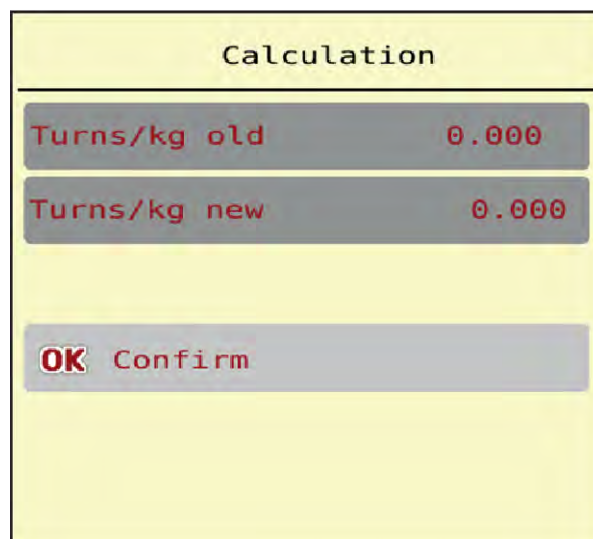 Calculation
Turns/kg old 0.000
Turns/kg new 0.000
OK Confirm